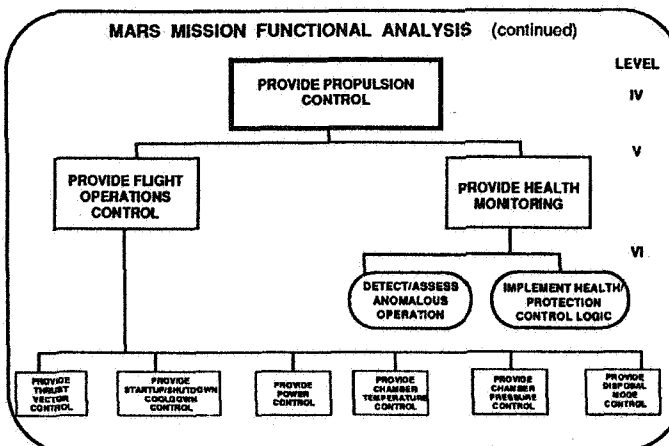 MARS MISSION FUNCTIONAL ANALYSIS (continued)
LEVEL
PROVIDE PROPULSION
CONTROL
IV
V
PROVIDE FLIGHT
OPERATIONS
CONTROL
PROVIDE HEALTH
MONITORING
VI
DETECT/ASSESS
ANOMALOUS
OPERATION
IMPLEMENT HEALTH/
PROTECTION
CONTROL LOGIC
PROVIDE
THRUST
VECTOR
CONTROL
PROVIDE
STARTUP/SHUTDOWN
COOLDOWN
CONTROL
PROVIDE
POWER
CONTROL
PROVIDE
CHAMBER
TEMPERATURE
CONTROL
PROVIDE
CHAMBER
PRESSURE
CONTROL
PROVIDE
DISPOSAL
MODE CONTROL